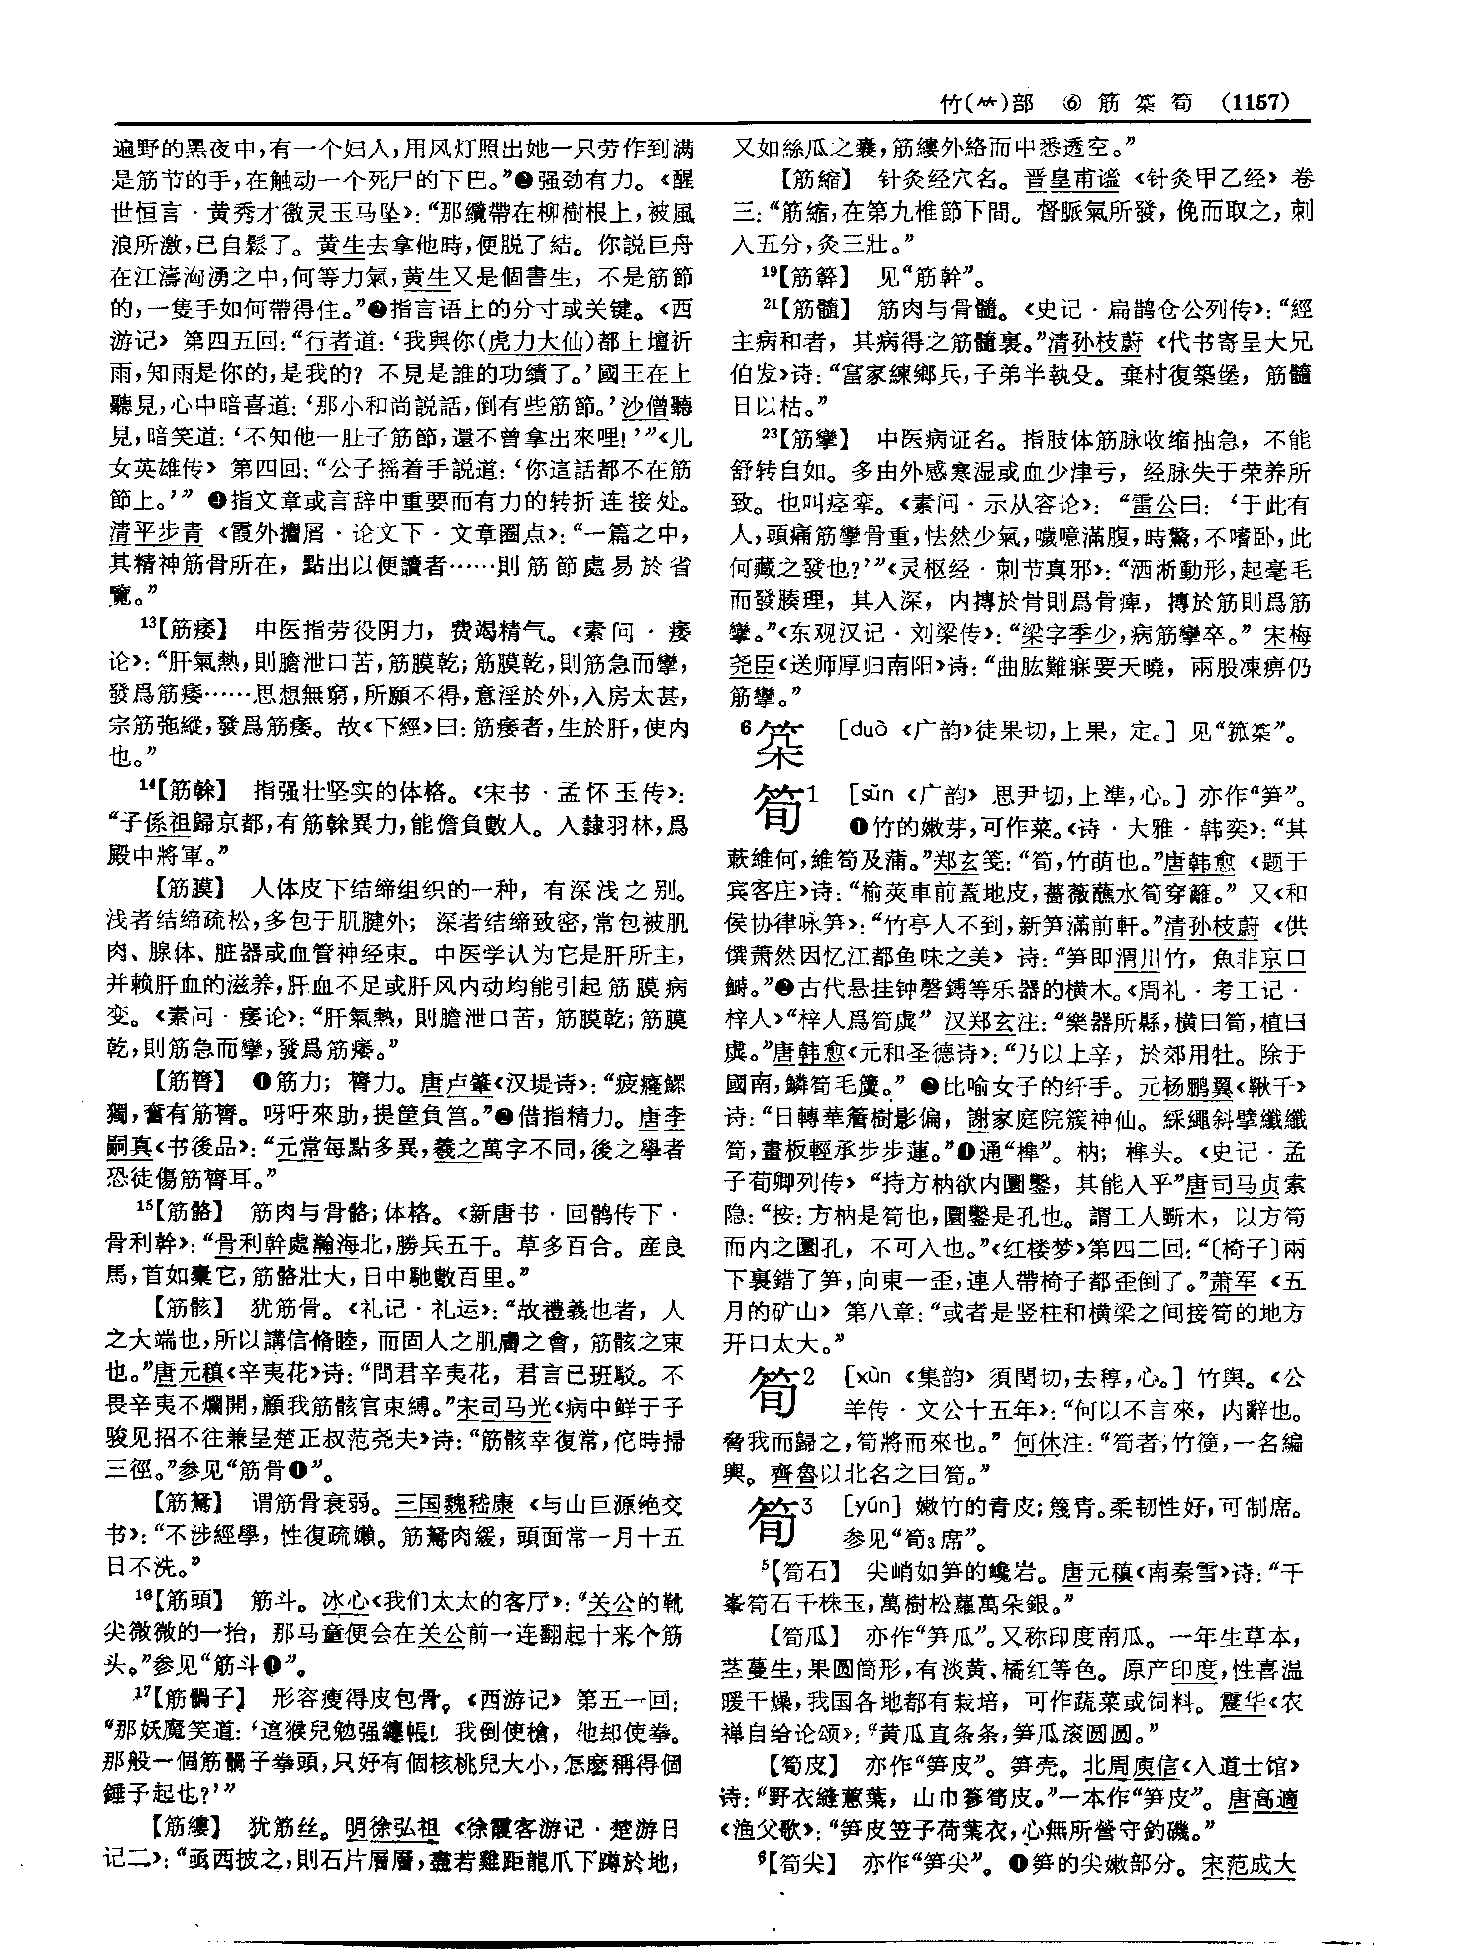 竹(⺮)部 ⑥ 筋 䈇 筍 (1157)
遍野的黑夜中,有一个妇人,用风灯照出她一只劳作到满
是筋节的手,在触动一个死尸的下巴。”❷强劲有力。《醒
世恒言·黄秀才徼灵玉马坠》:“那纜帶在柳樹根上,被風
浪所激,已自鬆了。黄生去拿他時,便脱了結。你説巨舟
在江濤洶湧之中,何等力氣,黄生又是個書生,不是筋節
的,一隻手如何帶得住。”❸指言语上的分寸或关键。《西
游记》第四五回:“行者道:‘我與你(虎力大仙)都上壇祈
雨,知雨是你的,是我的?不見是誰的功績了。’國王在上
聽見,心中暗喜道:‘那小和尚説話,倒有些筋節。’沙僧聽
見,暗笑道:‘不知他一肚子筋節,還不曾拿出來哩!’”《儿
女英雄传》第四回:“公子摇着手説道:‘你這話都不在筋
節上。’”❹指文章或言辞中重要而有力的转折连接处。
清平步青《霞外攟屑·论文下·文章圈点》:“一篇之中,
其精神筋骨所在,點出以便讀者……則筋節處易於省
覽。”
13【筋痿】 中医指劳役阴力,费竭精气。《素问·痿
论》:“肝氣熱,則膽泄口苦,筋膜乾;筋膜乾,則筋急而攣,
發爲筋痿……思想無窮,所願不得,意淫於外,入房太甚,
宗筋弛縱,發爲筋痿。故《下經》曰:筋痿者,生於肝,使内
也。”
14【筋榦】 指强壮坚实的体格。《宋书·孟怀玉传》:
“子係祖歸京都,有筋榦異力,能儋負數人。入隸羽林,爲
殿中將軍。”
【筋膜】 人体皮下结缔组织的一种,有深浅之别。
浅者结缔疏松,多包于肌腱外;深者结缔致密,常包被肌
肉、腺体、脏器或血管神经束。中医学认为它是肝所主,
并赖肝血的滋养,肝血不足或肝风内动均能引起筋膜病
变。《素问·痿论》:“肝氣熱,則膽泄口苦,筋膜乾;筋膜
乾,則筋急而攣,發爲筋痿。”
【筋膂】 ❶筋力;膂力。唐卢肇《汉堤诗》:“疲癃鰥
獨,奮有筋膂。呀吁來助,提筐負筥。”❷借指精力。唐李
嗣真《书後品》:“元常每點多異,羲之萬字不同,後之學者
恐徒傷筋膂耳。”
15【筋骼】 筋肉与骨骼;体格。《新唐书·回鹘传下·
骨利幹》:“骨利幹處瀚海北,勝兵五千。草多百合。産良
馬,首如橐它,筋骼壯大,日中馳數百里。”
【筋骸】 犹筋骨。《礼记·礼运》:“故禮義也者,人
之大端也,所以講信脩睦,而固人之肌膚之會,筋骸之束
也。”唐元稹《辛夷花》诗:“問君辛夷花,君言已班駁。不
畏辛夷不爛開,顧我筋骸官束縛。”宋司马光《病中鲜于子
骏见招不往兼呈楚正叔范尧夫》诗:“筋骸幸復常,佗時掃
三徑。”参见“筋骨❶”。
【筋駑】 谓筋骨衰弱。三国魏嵇康《与山巨源绝交
书》:“不涉經學,性復疏嬾。筋駑肉緩,頭面常一月十五
日不洗。”
16【筋頭】 筋斗。冰心《我们太太的客厅》:“关公的靴
尖微微的一抬,那马童便会在关公前一连翻起十来个筋
头。”参见“筋斗❶”。
17【筋䯞子】 形容瘦得皮包骨。《西游记》第五一回:
“那妖魔笑道:‘這猴兒勉强纏帳!我倒使槍,他却使拳。
那般一個筋䯞子拳頭,只好有個核桃兒大小,怎麽稱得個
錘子起也?’”
【筋縷】 犹筋丝。明徐弘祖《徐霞客游记·楚游日
记二》:“亟西披之,則石片層層,盡若雞距龍爪下蹲於地,
又如絲瓜之囊,筋縷外絡而中悉透空。”
【筋縮】 针灸经穴名。晋皇甫谧《针灸甲乙经》卷
三:“筋縮,在第九椎節下間。督脈氣所發,俛而取之,刺
入五分,灸三壯。”
19【筋簳】 见“筋幹”。
21【筋髓】 筋肉与骨髓。《史记·扁鹊仓公列传》:“經
主病和者,其病得之筋髓裏。”清孙枝蔚《代书寄呈大兄
伯发》诗:“富家練鄉兵,子弟半執殳。棄村復築堡,筋髓
日以枯。”
23【筋攣】 中医病证名。指肢体筋脉收缩抽急,不能
舒转自如。多由外感寒湿或血少津亏,经脉失于荣养所
致。也叫痉挛。《素问·示从容论》:“雷公曰:‘于此有
人,頭痛筋攣骨重,怯然少氣,噦噫滿腹,時驚,不嗜卧,此
何藏之發也?’”《灵枢经·刺节真邪》:“洒淅動形,起毫毛
而發腠理,其入深,内搏於骨則爲骨痺,搏於筋則爲筋
攣。”《东观汉记·刘梁传》:“梁字季少,病筋攣卒。”宋梅
尧臣《送师厚归南阳》诗:“曲肱難寐要天曉,兩股凍痹仍
筋攣。”
6 䈇 [duò《广韵》徒果切,上果,定。]见“箛䈇”。
筍1 [sǔn《广韵》思尹切,上準,心。]亦作“笋”。
❶竹的嫩芽,可作菜。《诗·大雅·韩奕》:“其
蔌維何,維筍及蒲。”郑玄笺:“筍,竹萌也。”唐韩愈《题于
宾客庄》诗:“榆莢車前蓋地皮,薔薇蘸水筍穿籬。”又《和
侯协律咏笋》:“竹亭人不到,新笋滿前軒。”清孙枝蔚《供
馔萧然因忆江都鱼味之美》诗:“笋即渭川竹,魚非京口
鰣。”❷古代悬挂钟磬鎛等乐器的横木。《周礼·考工记·
梓人》“梓人爲筍虡”汉郑玄注:“樂器所縣,横曰筍,植曰
虡。”唐韩愈《元和圣德诗》:“乃以上辛,於郊用牡。除于
國南,鱗筍毛簴。”❸比喻女子的纤手。元杨鹏翼《鞦千》
诗:“日轉華簷樹影偏,謝家庭院簇神仙。綵繩斜擘纖纖
筍,畫板輕承步步蓮。”❹通“榫”。枘;榫头。《史记·孟
子荀卿列传》“持方枘欲内圜鑿,其能入乎”唐司马贞索
隐:“按:方枘是筍也,圜鑿是孔也。謂工人斲木,以方筍
而内之圜孔,不可入也。”《红楼梦》第四二回:“〔椅子〕兩
下裏錯了笋,向東一歪,連人帶椅子都歪倒了。”萧军《五
月的矿山》第八章:“或者是竖柱和横梁之间接筍的地方
开口太大。”
筍2 [xùn《集韵》須閏切,去稕,心。]竹舆。《公
羊传·文公十五年》:“何以不言來,内辭也。
脅我而歸之,筍將而來也。”何休注:“筍者,竹箯,一名編
輿。齊魯以北名之曰筍。”
筍3 [yún]嫩竹的青皮;篾青。柔韧性好,可制席。
参见“筍3席”。
5【筍石】 尖峭如笋的巉岩。唐元稹《南秦雪》诗:“千
峯筍石千株玉,萬樹松蘿萬朵銀。”
【筍瓜】 亦作“笋瓜”。又称印度南瓜。一年生草本,
茎蔓生,果圆筒形,有淡黄、橘红等色。原产印度,性喜温
暖干燥,我国各地都有栽培,可作蔬菜或饲料。震华《农
禅自给论颂》:“黄瓜直条条,笋瓜滚圆圆。”
【筍皮】 亦作“笋皮”。笋壳。北周庾信《入道士馆》
诗:“野衣縫蕙葉,山巾篸筍皮。”一本作“笋皮”。唐高適
《渔父歌》:“笋皮笠子荷葉衣,心無所營守釣磯。”
6【筍尖】 亦作“笋尖”。❶笋的尖嫩部分。宋范成大